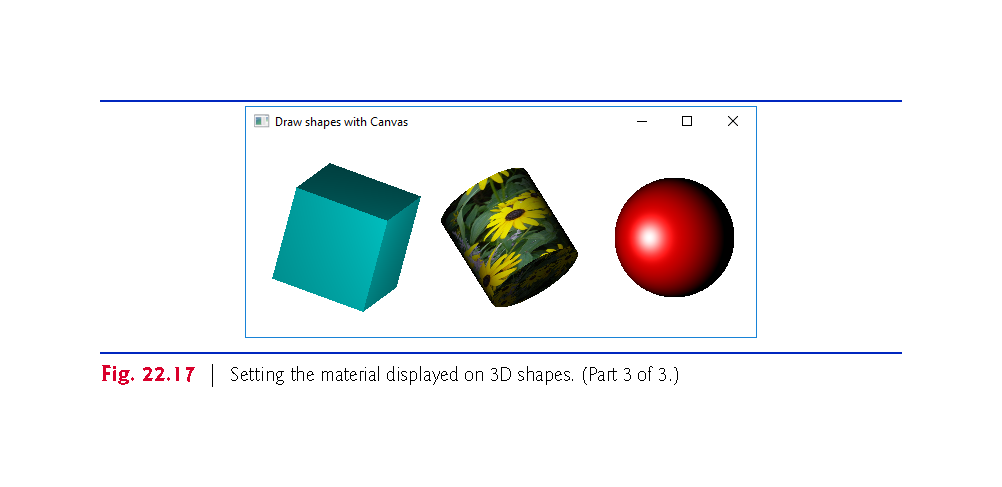 Draw shapes with Canvas
Fig. 22.17 | Setting the material displayed on 3D shapes. (Part 3 of 3.)